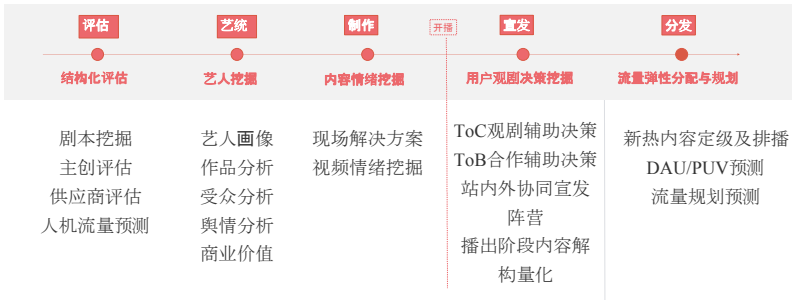 评估
艺统
制作
开播
宣发
分发
结构化评估
艺人挖掘
内容情绪挖掘
用户观剧决策挖掘
流量弹性分配与规划
剧本挖掘
主创评估
供应商评估
人机流量预测
艺人画像
作品分析
受众分析
舆情分析
商业价值
现场解决方案
视频情绪挖掘
ToC观剧辅助决策
ToB合作辅助决策
站内外协同宣发
阵营
播出阶段内容解
构量化
新热内容定级及排播
DAU/PUV预测
流量规划预测